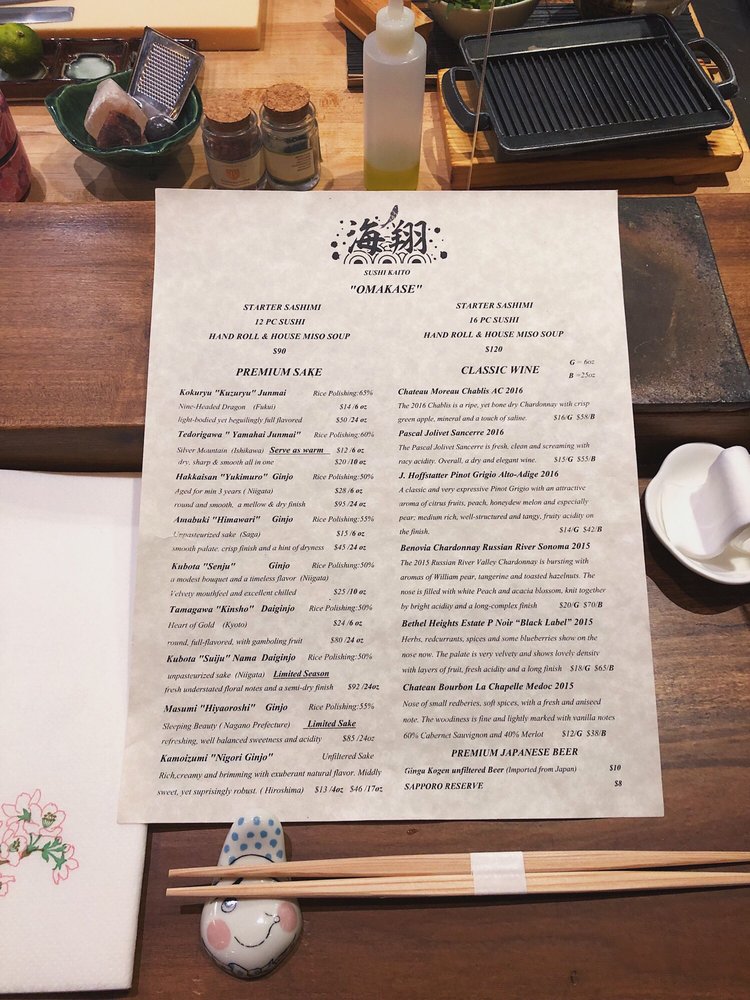 海翔
SUSHI KAITO
"OMAKASE"
STARTER SASHIMI
12 PC SUSHI
HAND ROLL & HOUSE MISO SOUP
$90
STARTER SASHIMI
16 PC SUSHI
HAND ROLL & HOUSE MISO SOUP
$120
PREMIUM SAKE
Kokuryu "Kuzuryu" Junmai Rice Polishing:65%
Nine-Headed Dragon (Fukui) $14 /6 oz
light-bodied yet beguilingly full flavored $50 /24 oz
Tedorigawa " Yamahai Junmai" Rice Polishing:60%
Silver Mountain (Ishikawa) Serve as warm $12 /6 oz
dry, sharp & smooth all in one $20 /10 oz
Hakkaisan "Yukimuro" Ginjo Rice Polishing:50%
Aged for min 3 years ( Niigata) $28 /6 oz
round and smooth, a mellow & dry finish $95 /24 oz
Amabuki "Himawari" Ginjo Rice Polishing:55%
Unpasteurized sake (Saga) $15 /6 oz
smooth palate. crisp finish and a hint of dryness $45 /24 oz
Kubota "Senju" Ginjo Rice Polishing:50%
a modest bouquet and a timeless flavor (Niigata)
Velvety mouthfeel and excellent chilled $25 /10 oz
Tamagawa "Kinsho" Daiginjo Rice Polishing:50%
Heart of Gold (Kyoto) $24 /6 oz
round, full-flavored, with gamboling fruit $80 /24 oz
Kubota "Suiju" Nama Daiginjo Rice Polishing:50%
unpasteurized sake (Niigata) Limited Season
fresh understated floral notes and a semi-dry finish $92 /24oz
Masumi "Hiyaoroshi" Ginjo Rice Polishing:55%
Sleeping Beauty ( Nagano Prefecture) Limited Sake
refreshing, well balanced sweetness and acidity $85 /24oz
Kamoizumi "Nigori Ginjo" Unfiltered Sake
Rich,creamy and brimming with exuberant natural flavor. Middly
sweet, yet suprisingly robust. ( Hiroshima) $13 /4oz $46 /17oz
CLASSIC WINE
G = 6oz
B =25oz
Chateau Moreau Chablis AC 2016
The 2016 Chablis is a ripe, yet bone dry Chardonnay with crisp
green apple, mineral and a touch of saline. $16/G $58/B
Pascal Jolivet Sancerre 2016
The Pascal Jolivet Sancerre is fresh, clean and screaming with
racy acidity. Overall, a dry and elegant wine. $15/G $55/B
J. Hoffstatter Pinot Grigio Alto-Adige 2016
A classic and very expressive Pinot Grigio with an attractive
aroma of citrus fruits, peach, honeydew melon and especially
pear; medium rich, well-structured and tangy, fruity acidity on
the finish. $14/G $42/B
Benovia Chardonnay Russian River Sonoma 2015
The 2015 Russian River Valley Chardonnay is bursting with
aromas of William pear, tangerine and toasted hazelnuts. The
nose is filled with white Peach and acacia blossom, knit together
by bright acidity and a long-complex finish $20/G $70/B
Bethel Heights Estate P Noir “Black Label” 2015
Herbs, redcurrants, spices and some blueberries show on the
nose now. The palate is very velvety and shows lovely density
with layers of fruit, fresh acidity and a long finish $18/G $65/B
Chateau Bourbon La Chapelle Medoc 2015
Nose of small redberies, soft spices, with a fresh and aniseed
note. The woodiness is fine and lightly marked with vanilla notes
60% Cabernet Sauvignon and 40% Merlot $12/G $38/B
PREMIUM JAPANESE BEER
Ginga Kogen unfiltered Beer (Imported from Japan) $10
SAPPORO RESERVE $8